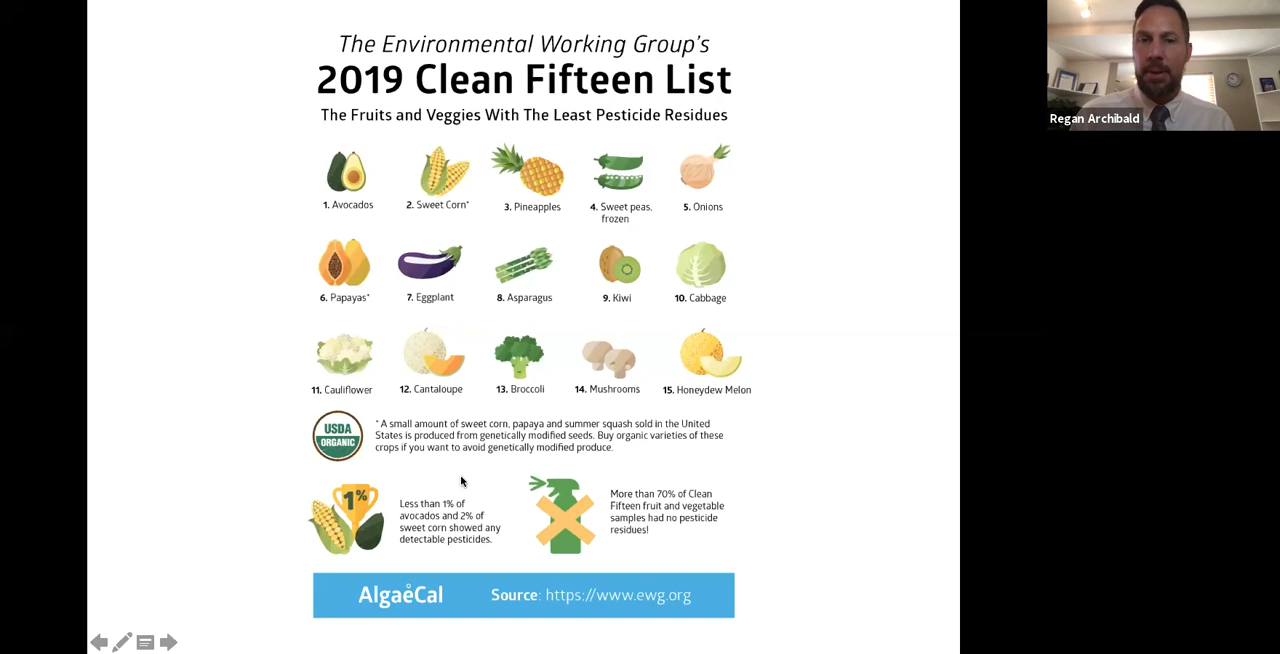 The Environmental Working Group's
2019 Clean Fifteen List
The Fruits and Veggies With The Least Pesticide Residues
1. Avocados
2. Sweet Corn*
3. Pineapples
4. Sweet peas,
frozen
5. Onions
6. Papayas*
7. Eggplant
8. Asparagus
9. Kiwi
10. Cabbage
11. Cauliflower
12. Cantaloupe
13. Broccoli
14. Mushrooms
15. Honeydew Melon
USDA
ORGANIC
* A small amount of sweet corn, papaya and summer squash sold in the United
States is produced from genetically modified seeds. Buy organic varieties of these
crops if you want to avoid genetically modified produce.
1%
Less than 1% of
avocados and 2% of
sweet corn showed any
detectable pesticides.
More than 70% of Clean
Fifteen fruit and vegetable
samples had no pesticide
residues!
AlgaeCal
Source: https://www.ewg.org
Regan Archibald